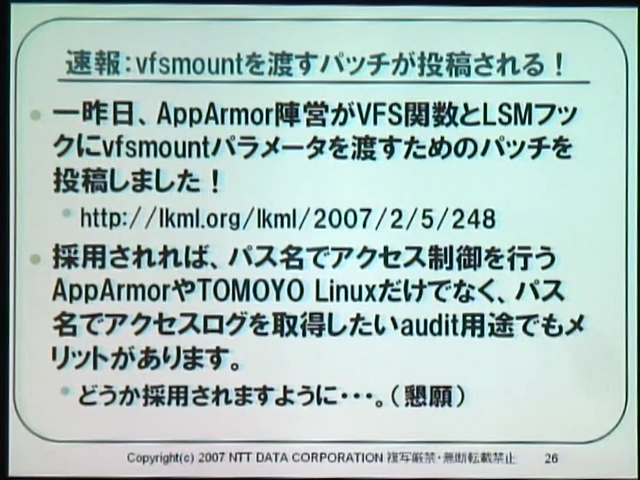 速報:vfsmountを渡すパッチが投稿される!
一昨日、AppArmor陣営がVFS関数とLSMフッ
クにvfsmountパラメータを渡すためのパッチを
投稿しました!
http://lkml.org/lkml/2007/2/5/248
採用されれば、パス名でアクセス制御を行う
AppArmorやTOMOYO Linuxだけでなく、パス
名でアクセスログを取得したいaudit用途でもメ
リットがあります。
どうか採用されますように・・・。(懇願)
Copyright(c) 2007 NTT DATA CORPORATION 複写厳禁・無断転載禁止 26